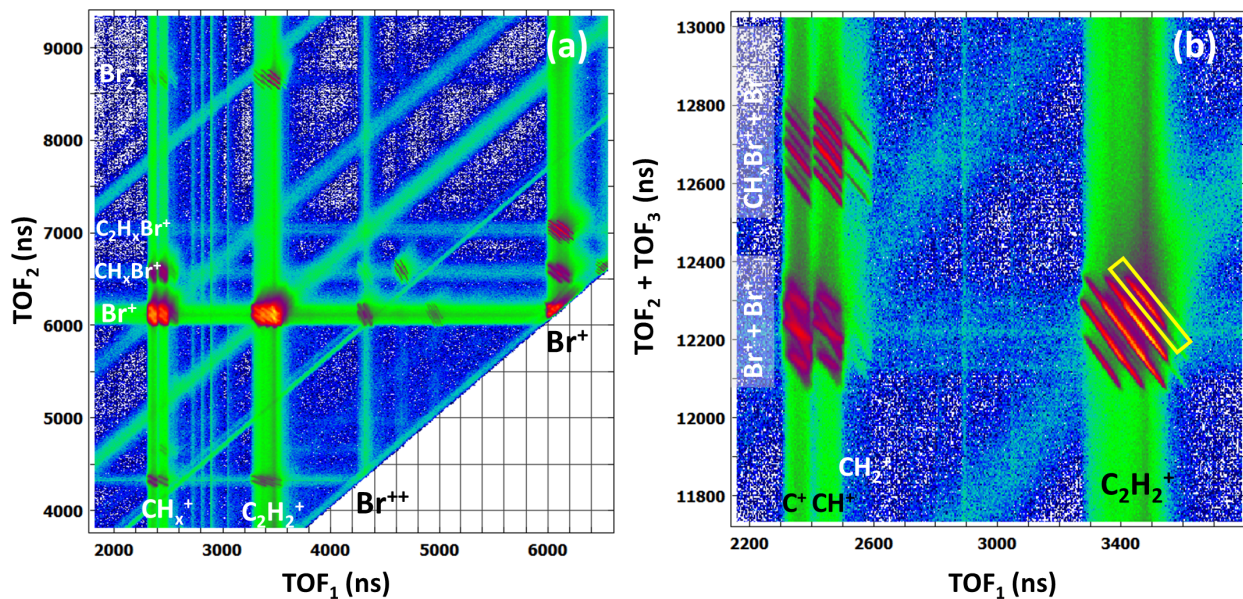 (a)
TOF₂ (ns)
9000
8000
7000
6000
5000
4000
Br₂⁺
C₂HₓBr⁺
CHₓBr⁺
Br⁺
Br⁺
Br⁺⁺
CHₓ⁺
C₂H₂⁺
2000 3000 4000 5000 6000
TOF₁ (ns)
(b)
TOF₂ + TOF₃ (ns)
13000
12800
12600
12400
12200
12000
11800
CHₓBr⁺ + Br⁺
Br⁺ + Br⁺
CH₂⁺
C⁺ CH⁺
C₂H₂⁺
2200 2600 3000 3400
TOF₁ (ns)